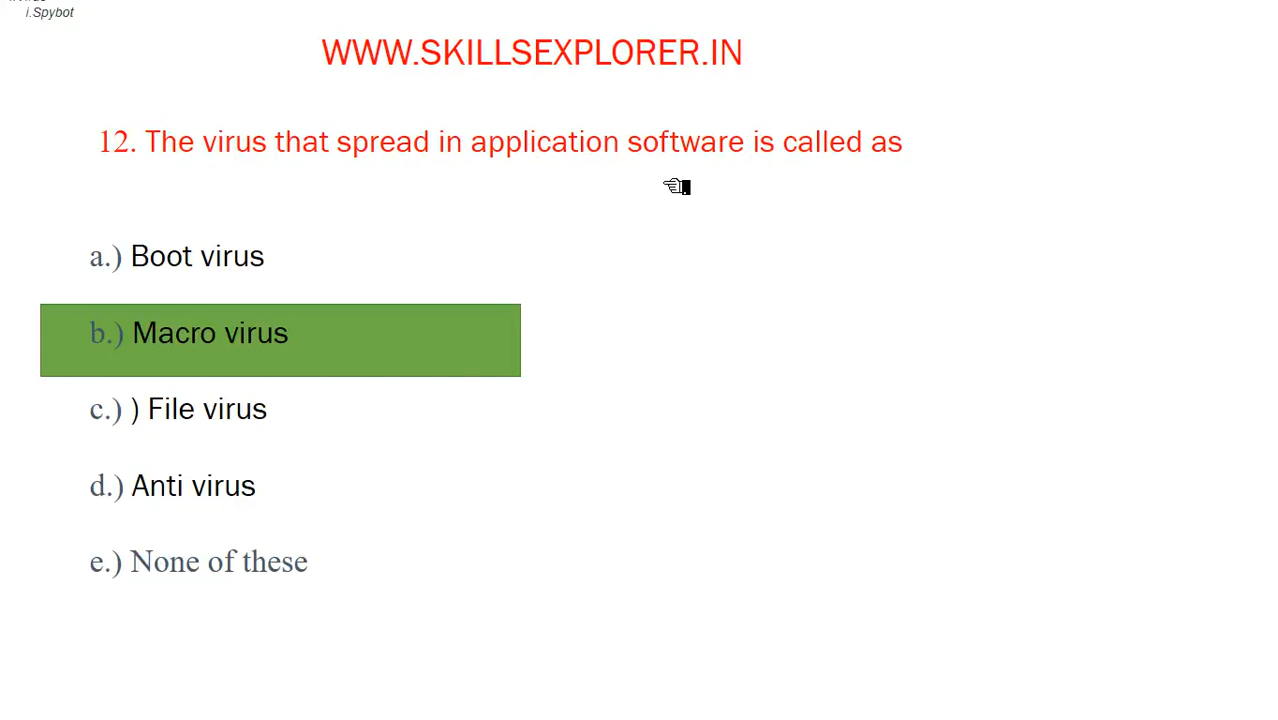 i.Spybot
WWW.SKILLSEXPLORER.IN
12. The virus that spread in application software is called as
a.) Boot virus
b.) Macro virus
c.) ) File virus
d.) Anti virus
e.) None of these